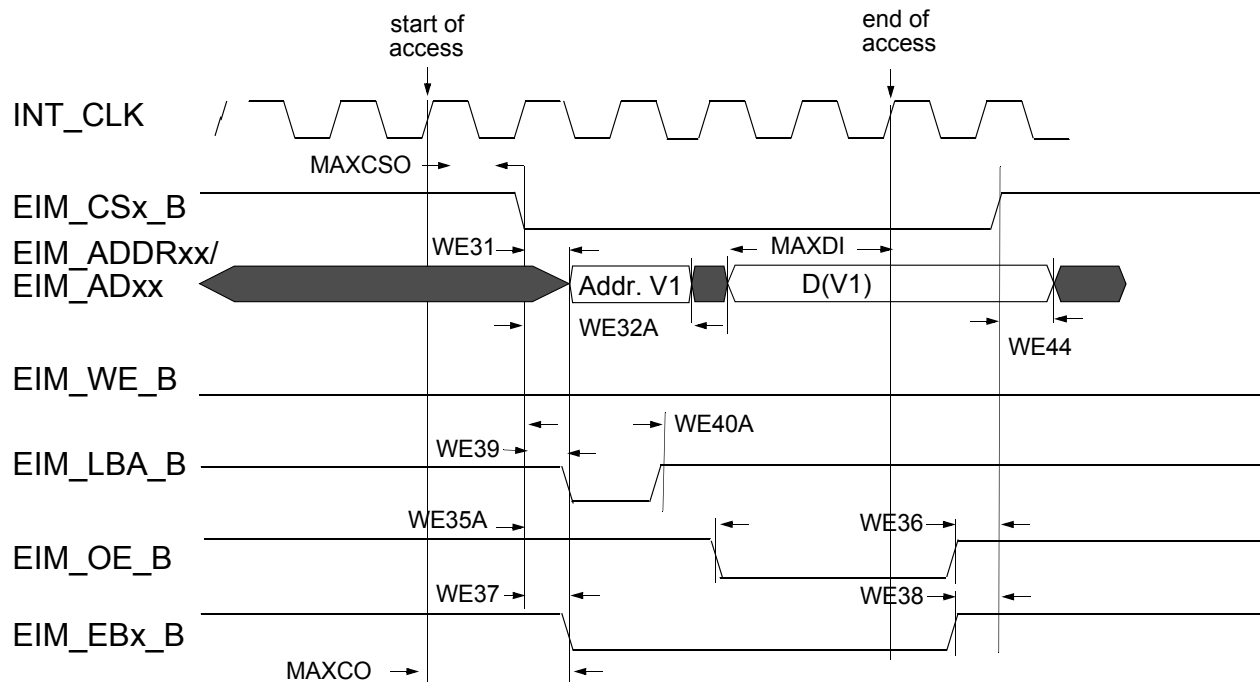 start of
access
end of
access
INT_CLK
MAXCSO
EIM_CSx_B
EIM_ADDRxx/
EIM_ADxx
WE31
MAXDI
Addr. V1
D(V1)
WE32A
WE44
EIM_WE_B
WE40A
WE39
EIM_LBA_B
WE35A
WE36
EIM_OE_B
WE37
WE38
EIM_EBx_B
MAXCO